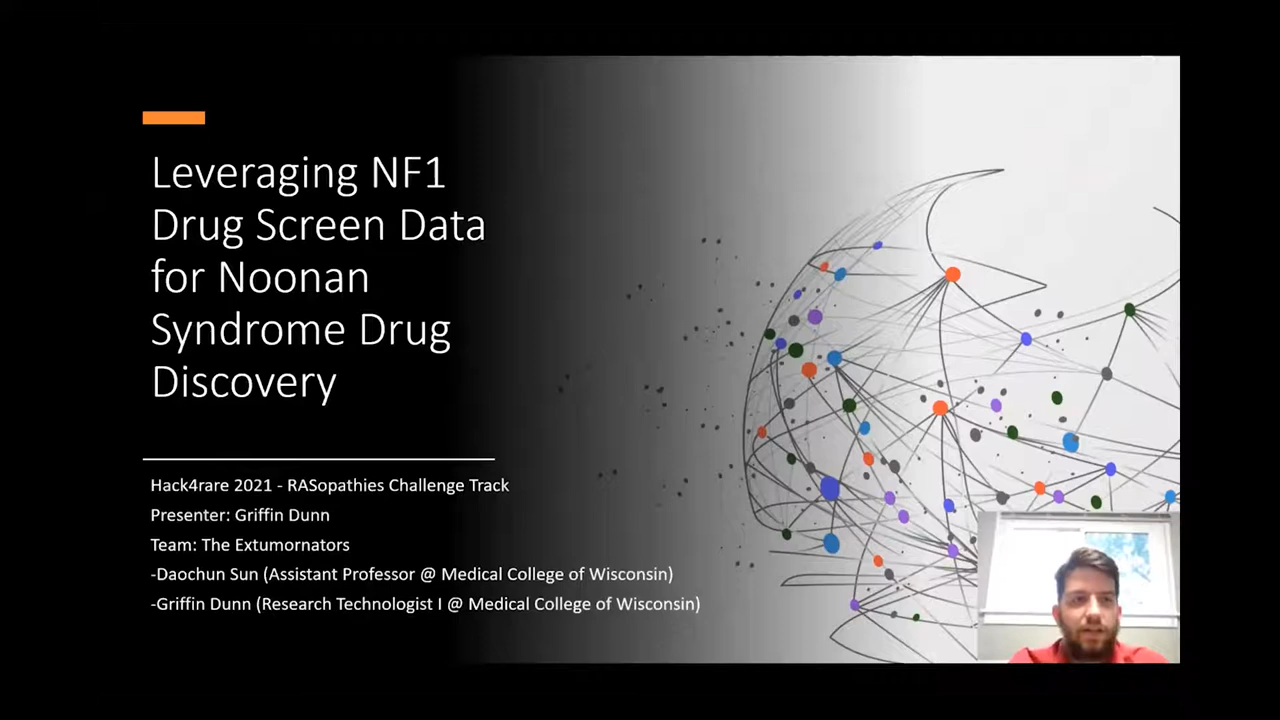 Leveraging NF1
Drug Screen Data
for Noonan
Syndrome Drug
Discovery
Hack4rare 2021 - RASopathies Challenge Track
Presenter: Griffin Dunn
Team: The Extumornators
-Daochun Sun (Assistant Professor @ Medical College of Wisconsin)
-Griffin Dunn (Research Technologist I @ Medical College of Wisconsin)